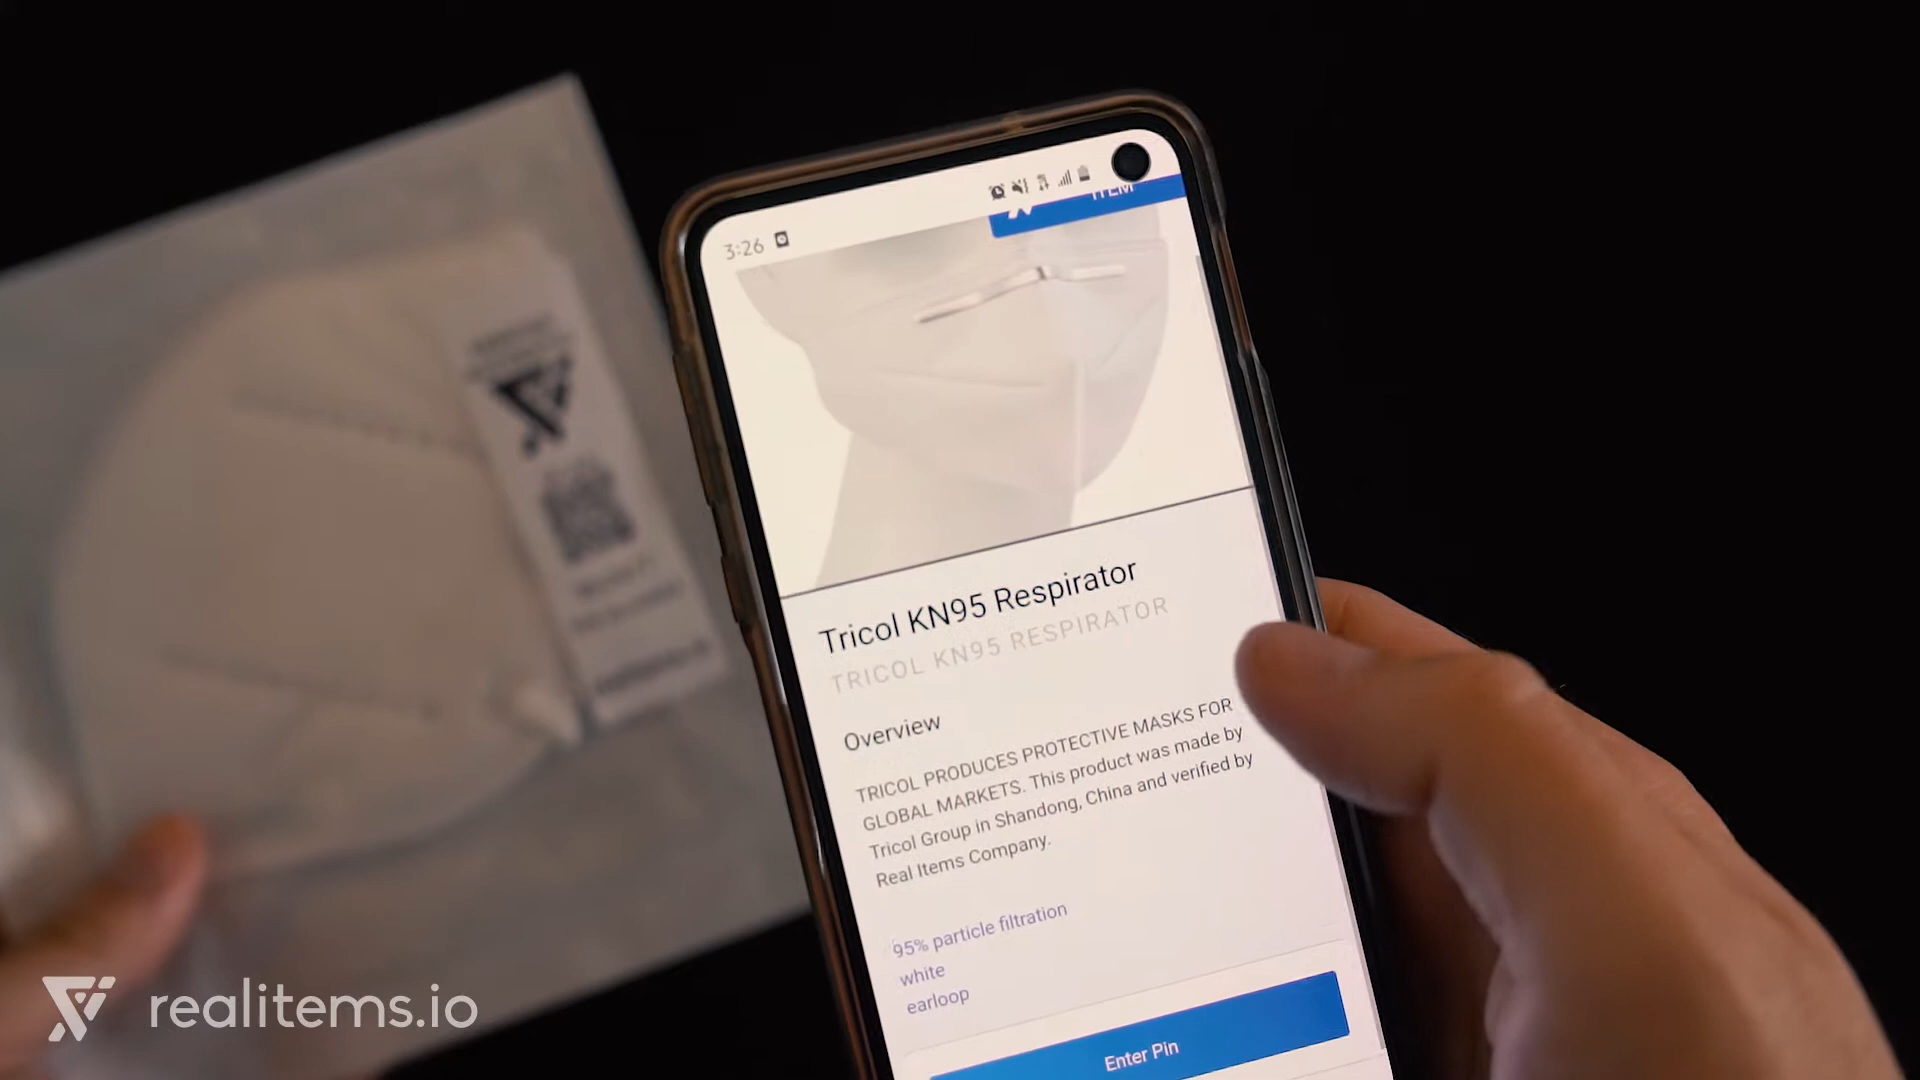 3:26
ITEM
Tricol KN95 Respirator
TRICOL KN95 RESPIRATOR
Overview
TRICOL PRODUCES PROTECTIVE MASKS FOR
GLOBAL MARKETS. This product was made by
Tricol Group in Shandong, China and verified by
Real Items Company.
95% particle filtration
white
earloop
Enter Pin
realitems.io